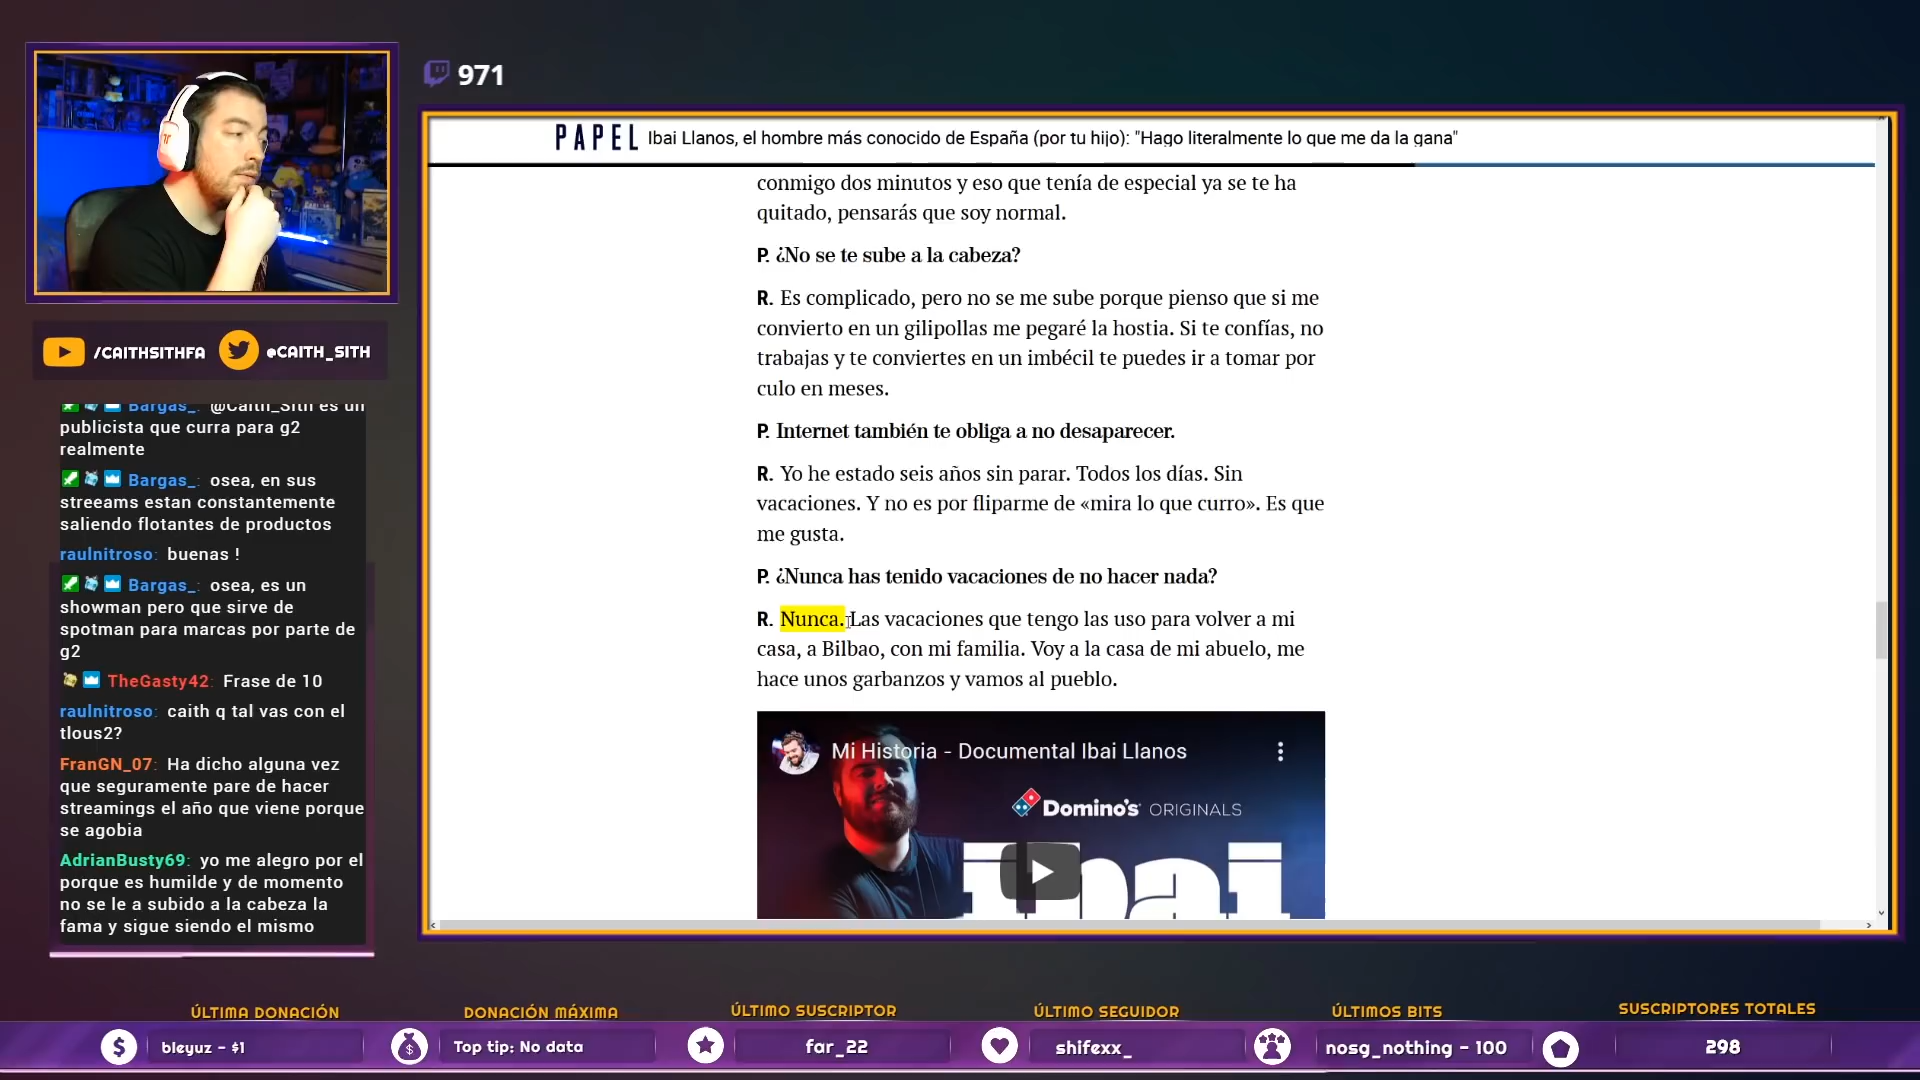 971
PAPEL Ibai Llanos, el hombre más conocido de España (por tu hijo): "Hago literalmente lo que me da la gana"
conmigo dos minutos y eso que tenía de especial ya se te ha
quitado, pensarás que soy normal.
P. ¿No se te sube a la cabeza?
R. Es complicado, pero no se me sube porque pienso que si me
convierto en un gilipollas me pegaré la hostia. Si te confías, no
trabajas y te conviertes en un imbécil te puedes ir a tomar por
culo en meses.
P. Internet también te obliga a no desaparecer.
R. Yo he estado seis años sin parar. Todos los días. Sin
vacaciones. Y no es por fliparme de «mira lo que curro». Es que
me gusta.
P. ¿Nunca has tenido vacaciones de no hacer nada?
R. Nunca. Las vacaciones que tengo las uso para volver a mi
casa, a Bilbao, con mi familia. Voy a la casa de mi abuelo, me
hace unos garbanzos y vamos al pueblo.
Mi Historia - Documental Ibai Llanos
Domino's ORIGINALS
Ibai
/CAITHSITHFA @CAITH_SITH
Bargas_: @Caith_Sith es un
publicista que curra para g2
realmente
Bargas_: osea, en sus
streeams estan constantemente
saliendo flotantes de productos
raulnitroso: buenas !
Bargas_: osea, es un
showman pero que sirve de
spotman para marcas por parte de
g2
TheGasty42: Frase de 10
raulnitroso: caith q tal vas con el
tlous2?
FranGN_07: Ha dicho alguna vez
que seguramente pare de hacer
streamings el año que viene porque
se agobia
AdrianBusty69: yo me alegro por el
porque es humilde y de momento
no se le a subido a la cabeza la
fama y sigue siendo el mismo
ÚLTIMA DONACIÓN
bleyuz - $1
DONACIÓN MÁXIMA
Top tip: No data
ÚLTIMO SUSCRIPTOR
far_22
ÚLTIMO SEGUIDOR
shifexx_
ÚLTIMOS BITS
nosg_nothing - 100
SUSCRIPTORES TOTALES
298